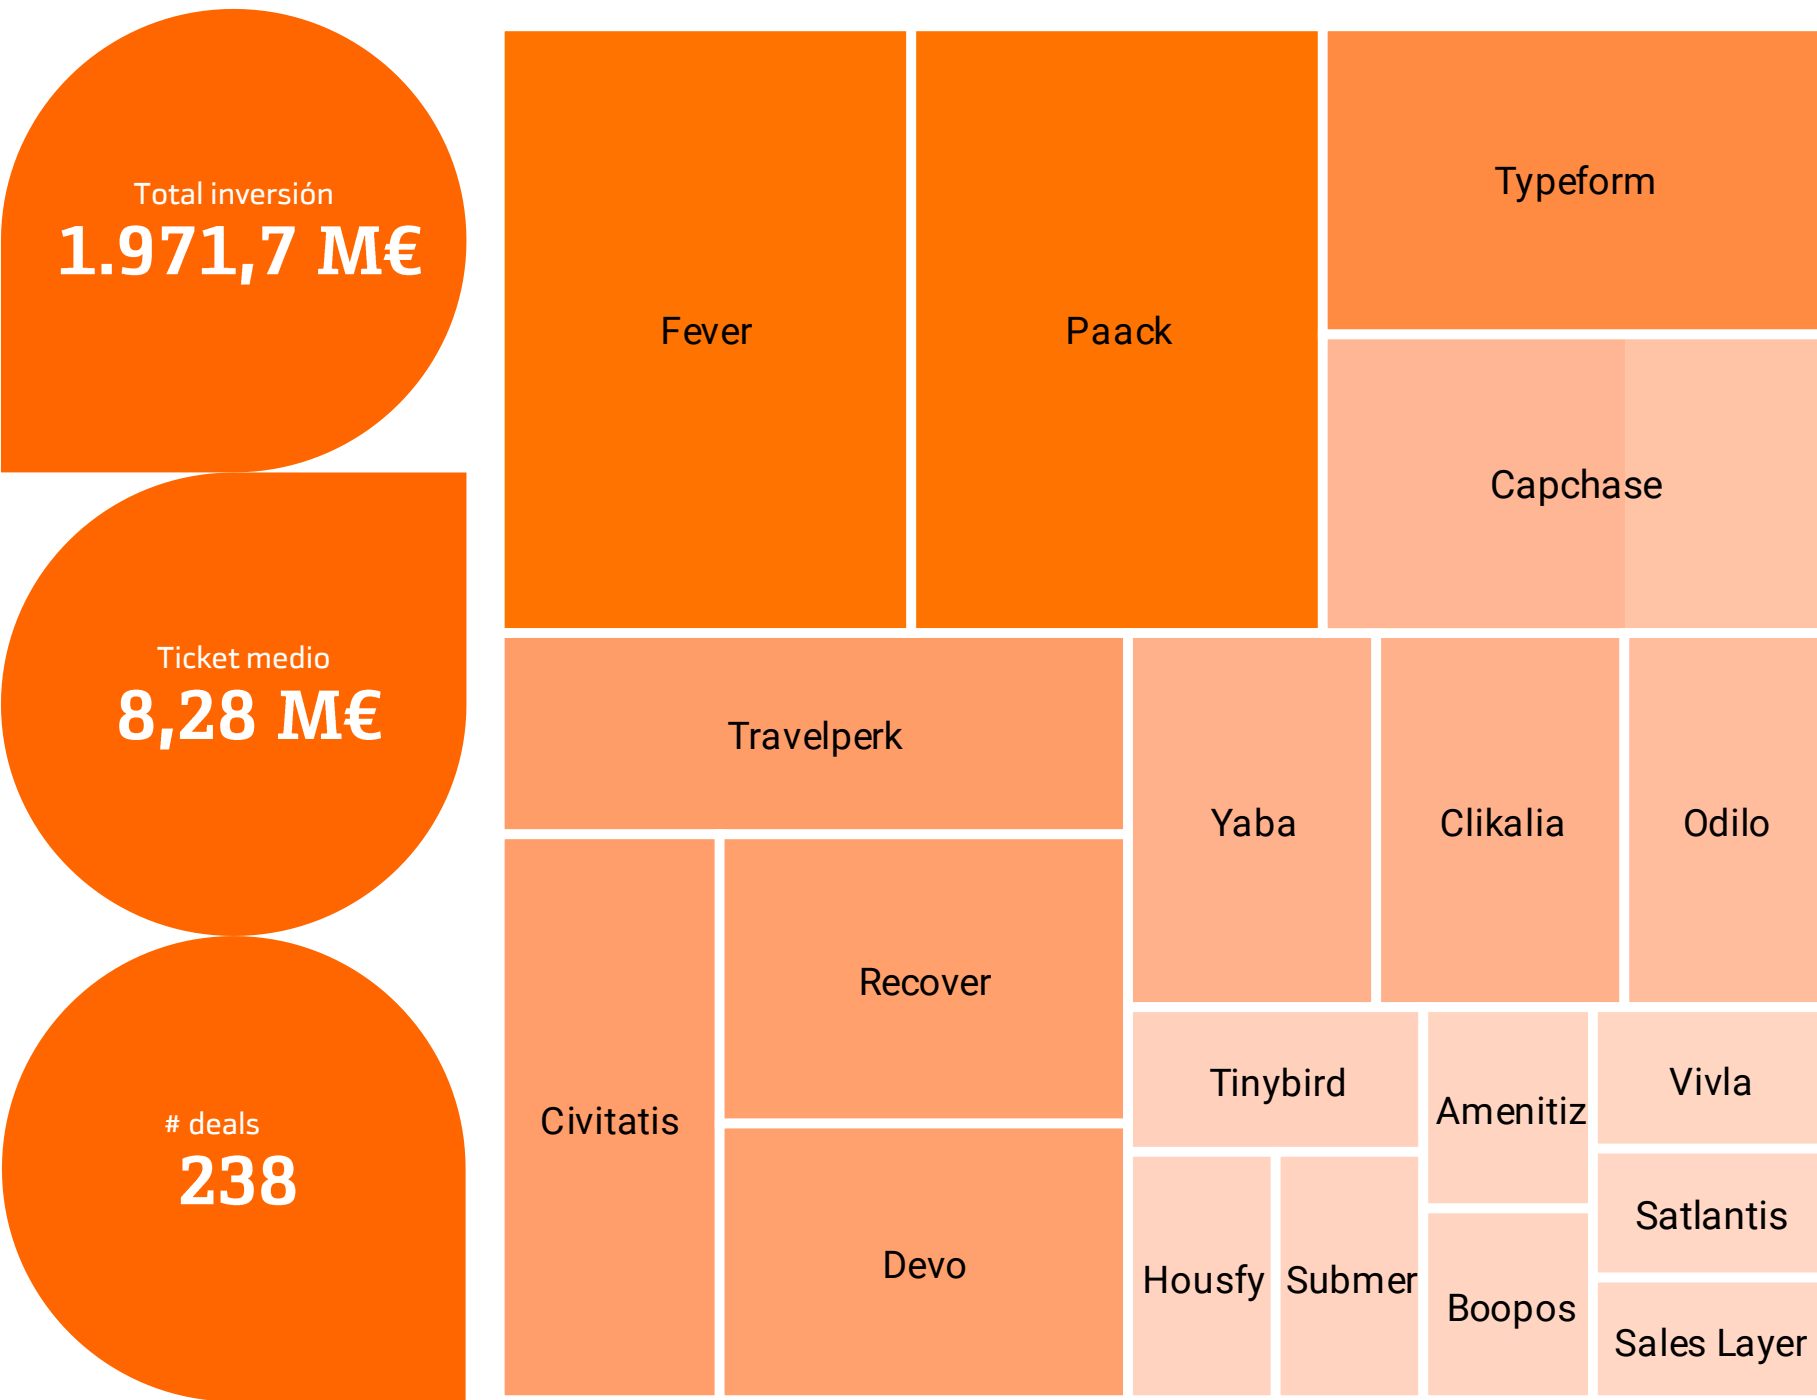 Total inversión
1.971,7 M€
Ticket medio
8,28 M€
# deals
238
Fever
Paack
Typeform
Capchase
Travelperk
Yaba
Clikalia
Odilo
Civitatis
Recover
Devo
Tinybird
Amenitiz
Vivla
Housfy
Submer
Boopos
Satlantis
Sales Layer